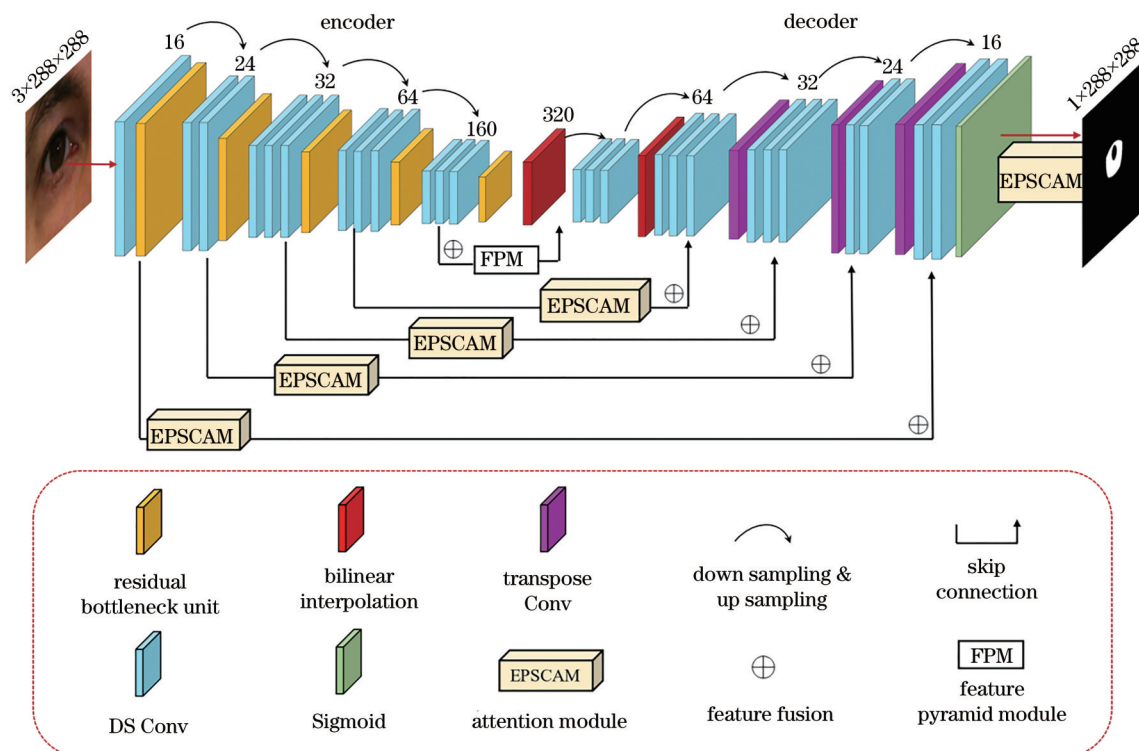 encoder
decoder
3×288×288
16
24
32
64
160
320
64
32
24
16
1×288×288
EPSCAM
FPM
EPSCAM
EPSCAM
EPSCAM
EPSCAM
residual
bottleneck unit
bilinear
interpolation
transpose
Conv
down sampling &
up sampling
skip
connection
DS Conv
Sigmoid
EPSCAM
attention module
feature fusion
FPM
feature
pyramid module